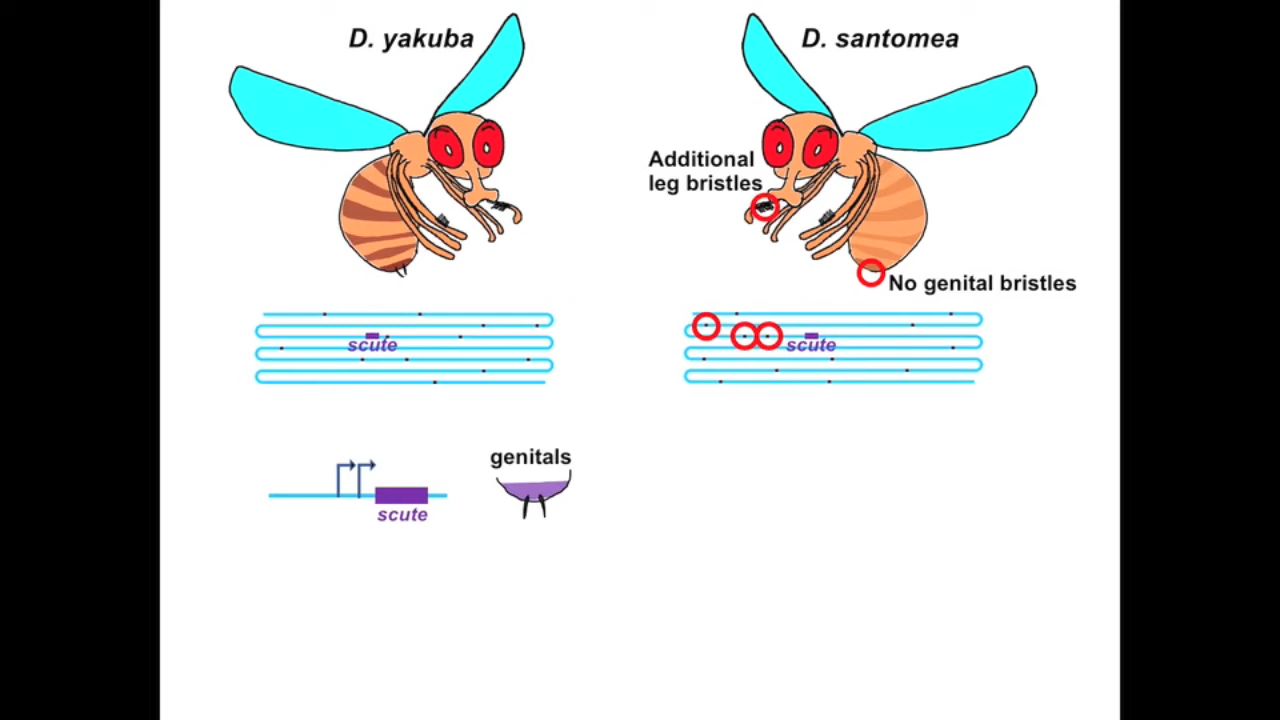 D. yakuba
D. santomea
Additional
leg bristles
No genital bristles
scute
scute
genitals
scute